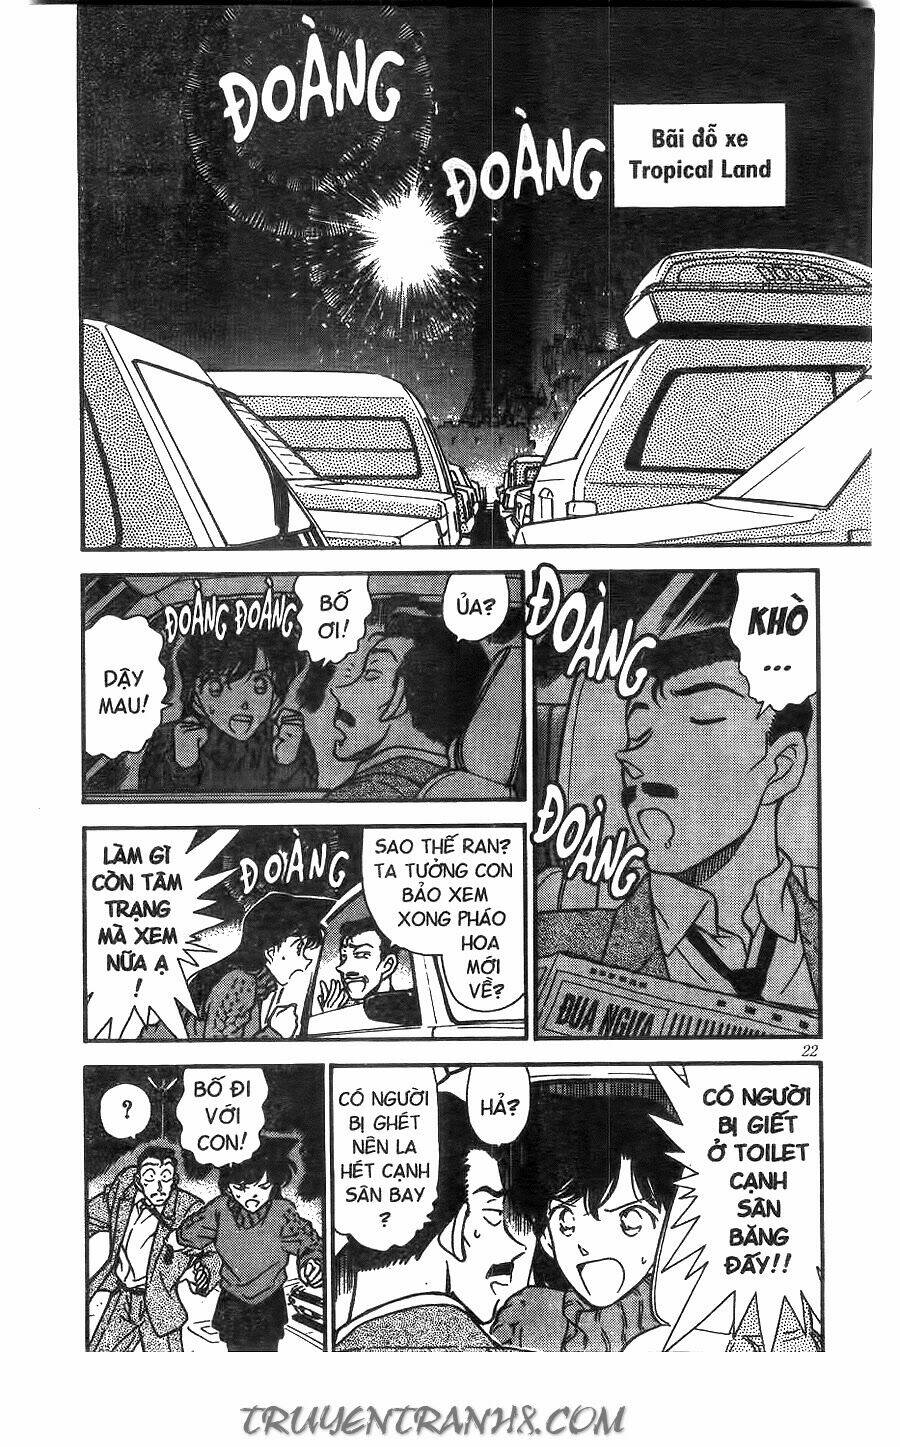 ĐOÀNG
ĐOÀNG
Bãi đỗ xe
Tropical Land
KHÒ
...
ĐOÀNG
ĐOÀNG
ĐUA NGỰA
ỦA?
BỐ
ƠI!
ĐOÀNG ĐOÀNG
DẬY
MAU!
SAO THẾ RAN?
TA TƯỞNG CON
BẢO XEM
XONG PHÁO
HOA
MỚI
VỀ?
ĐOÀNG
LÀM GÌ
CÒN TÂM
TRẠNG
MÀ XEM
NỮA Ạ
!
22
CÓ NGƯỜI
BỊ GIẾT
Ở TOILET
CẠNH
SÂN
BĂNG
ĐẤY!!
HẢ?
CÓ NGƯỜI
BỊ GHÉT
NÊN LA
HÉT CẠNH
SÂN BAY
?
BỐ ĐI
VỚI
CON!
?
TRUYENTRANH8.COM